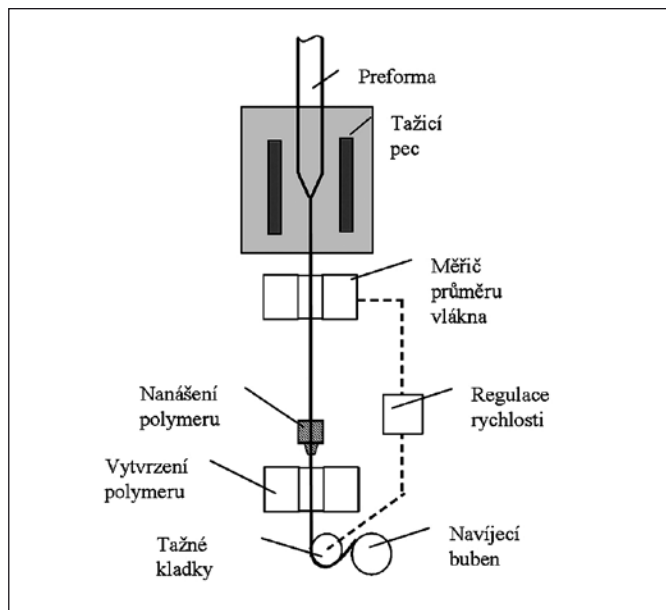 Preforma
Tažicí
pec
Měřič
průměru
vlákna
Nanášení
polymeru
Regulace
rychlosti
Vytvrzení
polymeru
Tažné
kladky
Navíjecí
buben